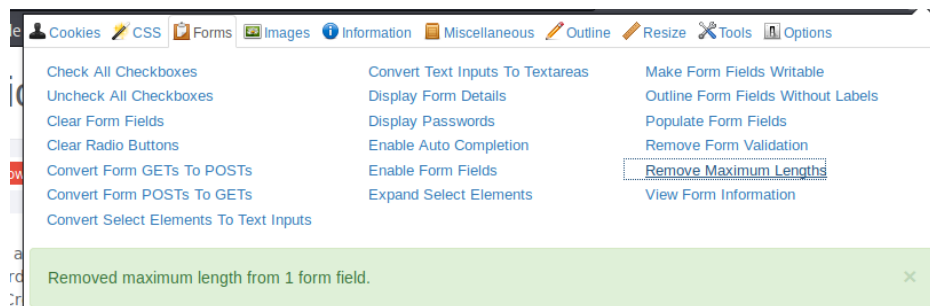 Cookies CSS Forms Images Information Miscellaneous Outline Resize Tools Options
Check All Checkboxes
Uncheck All Checkboxes
Clear Form Fields
Clear Radio Buttons
Convert Form GETs To POSTs
Convert Form POSTs To GETs
Convert Select Elements To Text Inputs
Convert Text Inputs To Textareas
Display Form Details
Display Passwords
Enable Auto Completion
Enable Form Fields
Expand Select Elements
Make Form Fields Writable
Outline Form Fields Without Labels
Populate Form Fields
Remove Form Validation
Remove Maximum Lengths
View Form Information
Removed maximum length from 1 form field.
×